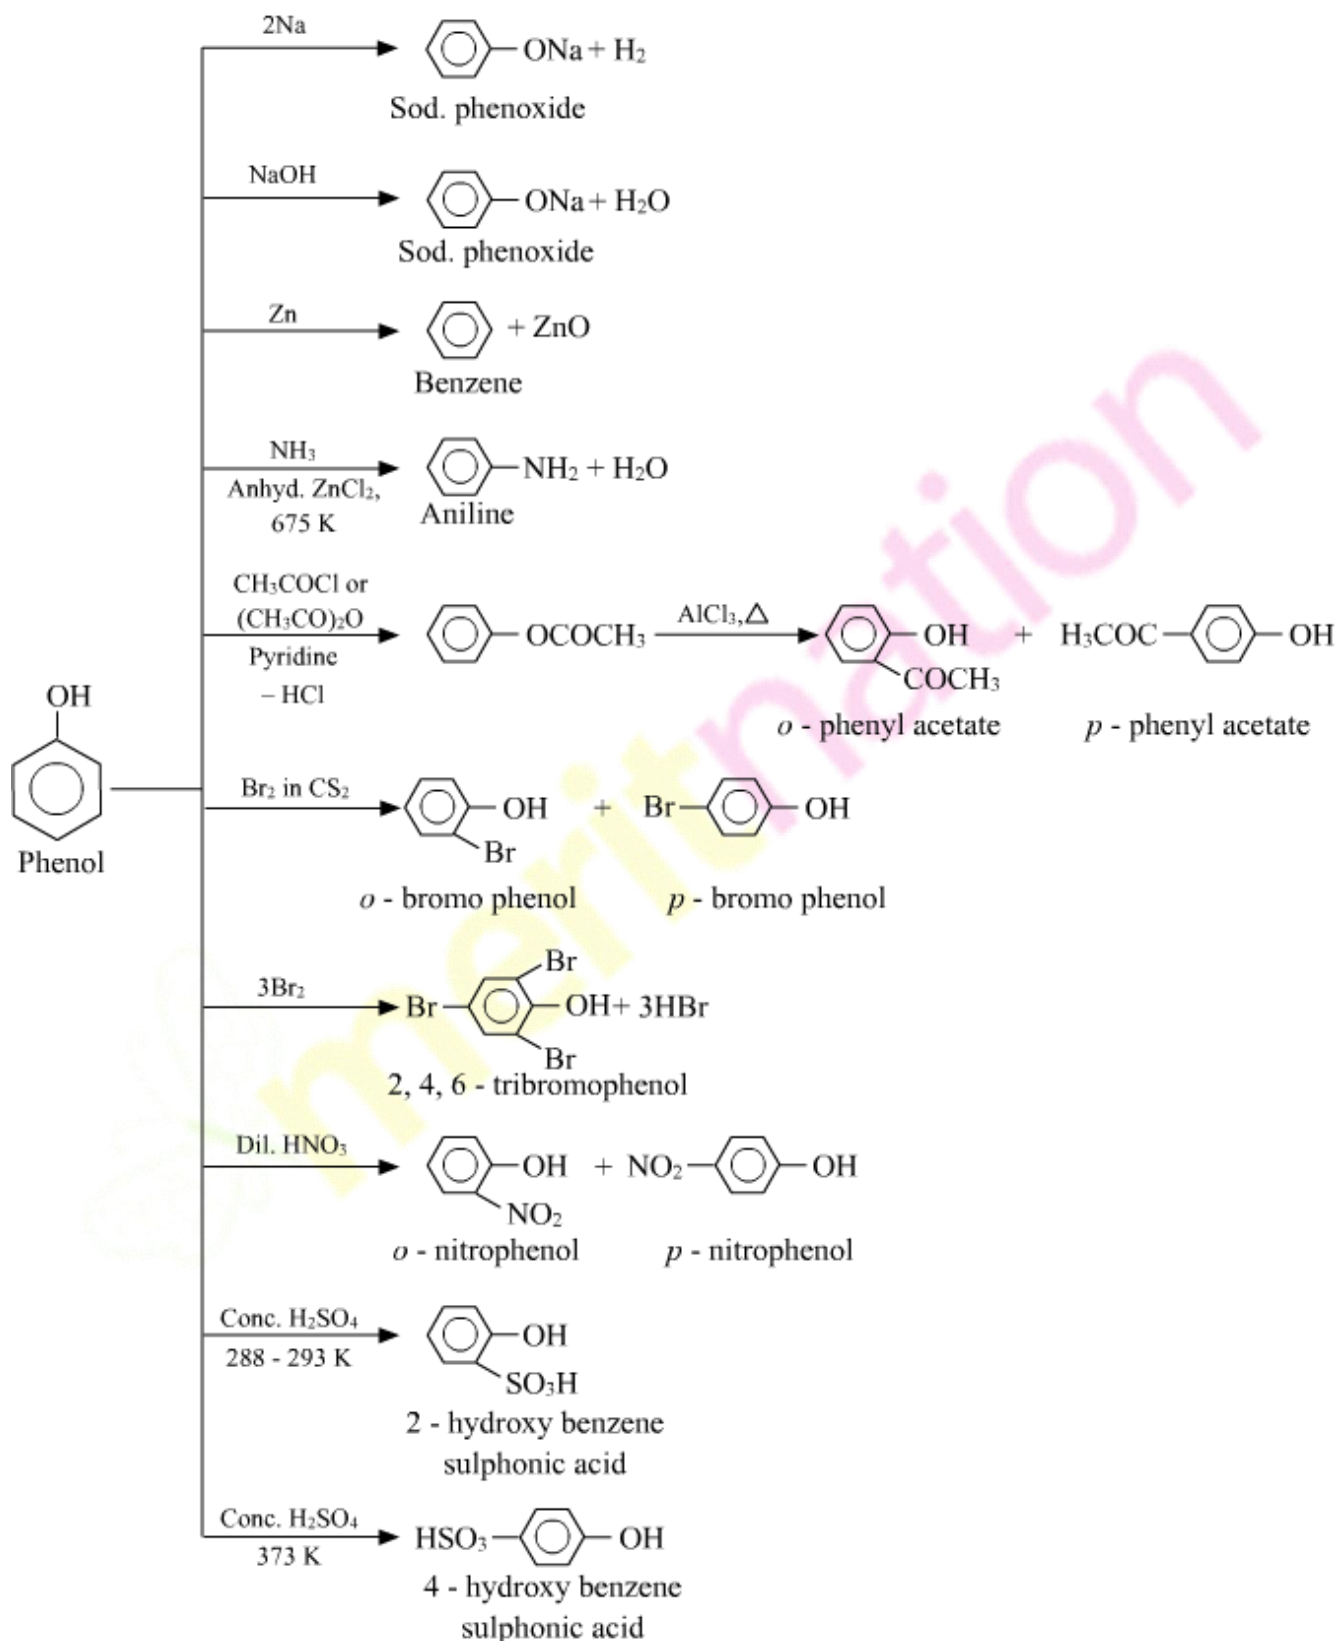 2Na
ONa + H₂
Sod. phenoxide
NaOH
ONa + H₂O
Sod. phenoxide
Zn
+ ZnO
Benzene
NH₃
Anhyd. ZnCl₂,
675 K
NH₂ + H₂O
Aniline
CH₃COCl or
(CH₃CO)₂O
Pyridine
– HCl
OCOCH₃
AlCl₃, △
OH
COCH₃
+
H₃COC
OH
o - phenyl acetate
p - phenyl acetate
OH
Phenol
Br₂ in CS₂
OH
Br
+
Br
OH
o - bromo phenol
p - bromo phenol
3Br₂
Br
Br
OH + 3HBr
Br
2, 4, 6 - tribromophenol
Dil. HNO₃
OH
NO₂
+
NO₂
OH
o - nitrophenol
p - nitrophenol
Conc. H₂SO₄
288 - 293 K
OH
SO₃H
2 - hydroxy benzene
sulphonic acid
Conc. H₂SO₄
373 K
HSO₃
OH
4 - hydroxy benzene
sulphonic acid
meritnation